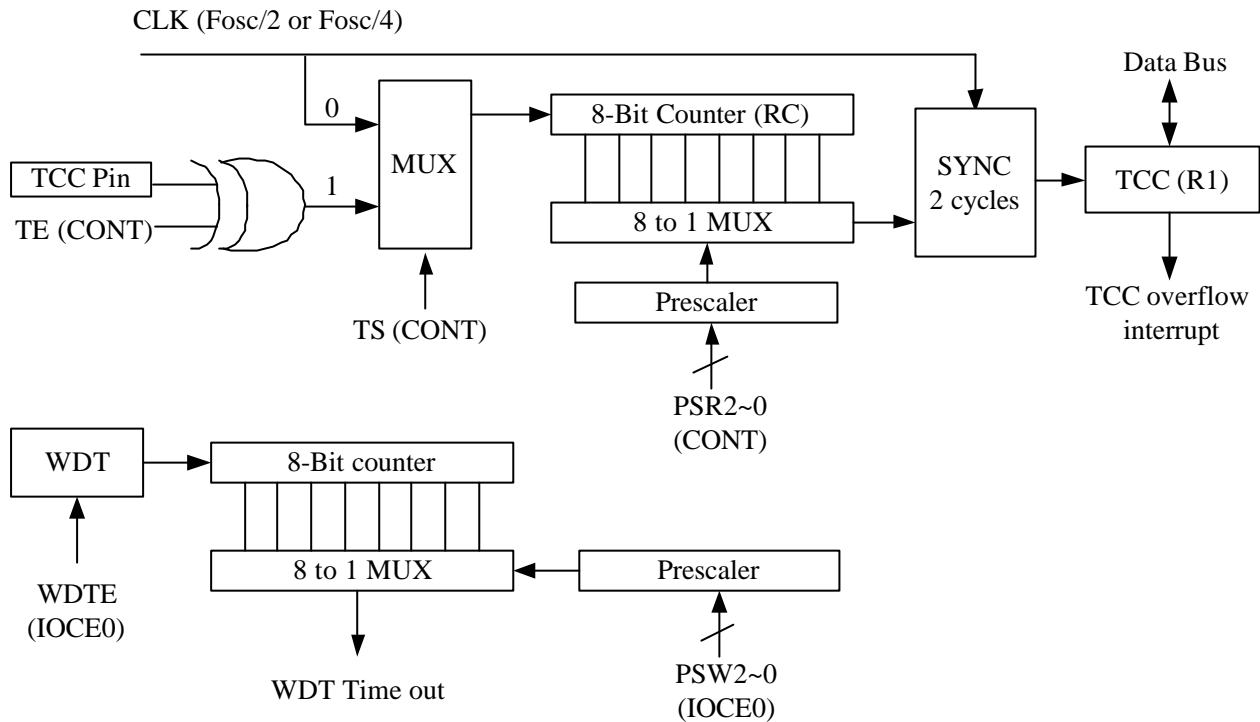 CLK (Fosc/2 or Fosc/4)
Data Bus
0
8-Bit Counter (RC)
MUX
SYNC
2 cycles
TCC Pin
1
TCC (R1)
TE (CONT)
8 to 1 MUX
Prescaler
TS (CONT)
TCC overflow
interrupt
PSR2~0
(CONT)
WDT
8-Bit counter
8 to 1 MUX
Prescaler
WDTE
(IOCE0)
PSW2~0
(IOCE0)
WDT Time out